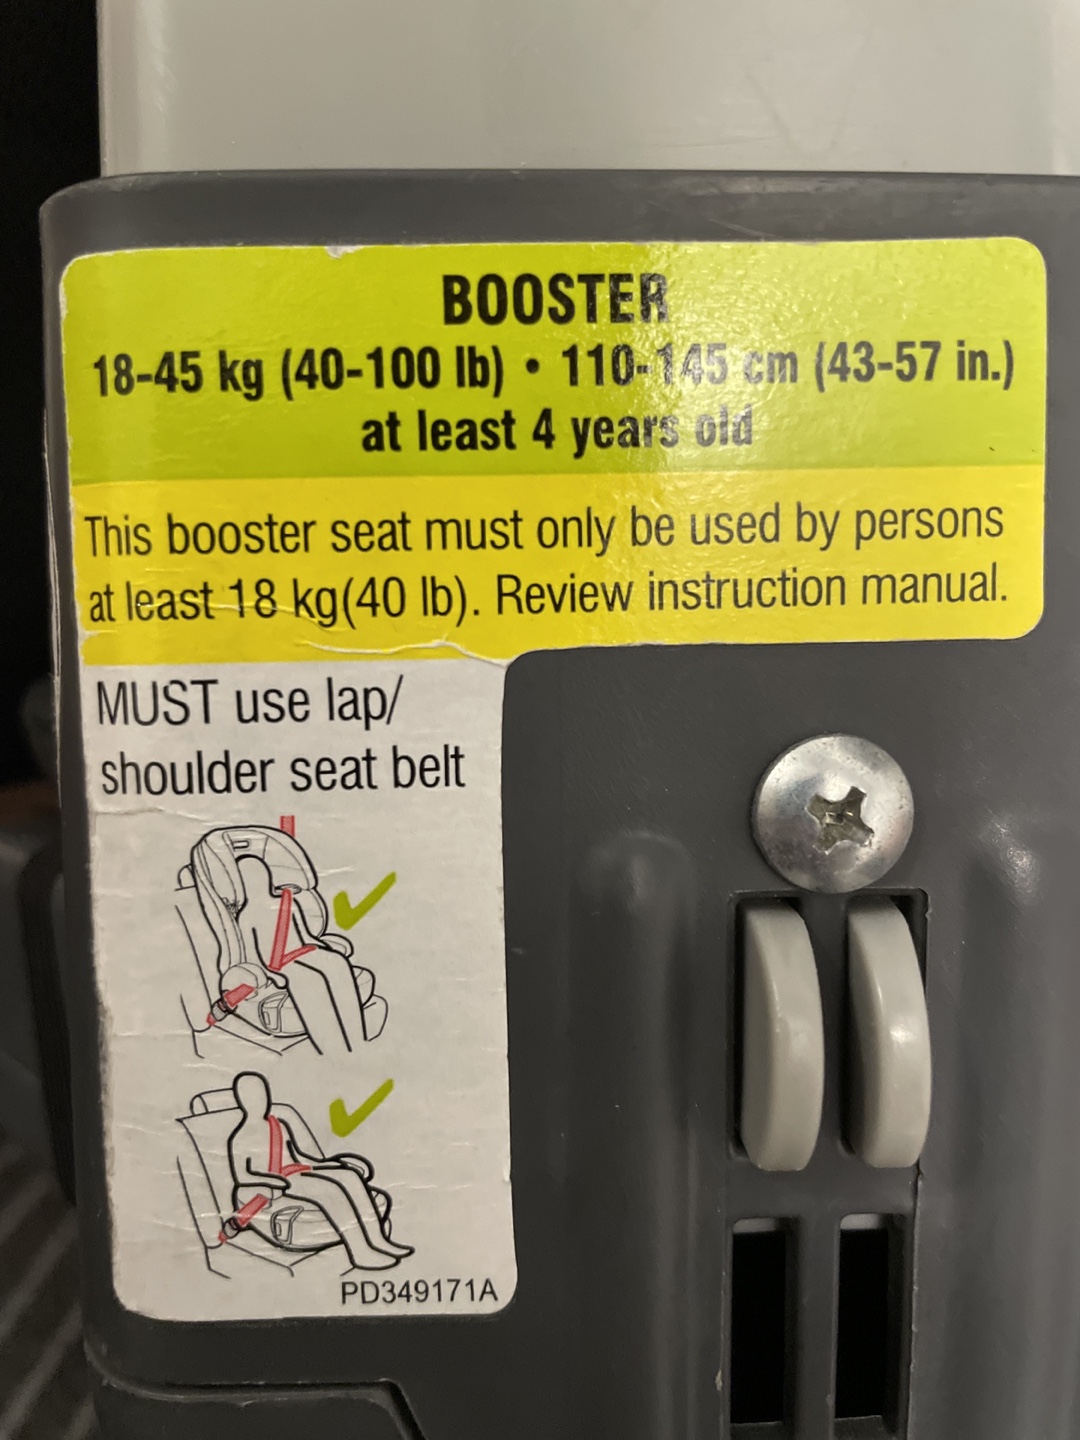 BOOSTER
18-45 kg (40-100 lb) • 110-145 cm (43-57 in.)
at least 4 years old
This booster seat must only be used by persons
at least 18 kg(40 lb). Review instruction manual.
MUST use lap/
shoulder seat belt
PD349171A